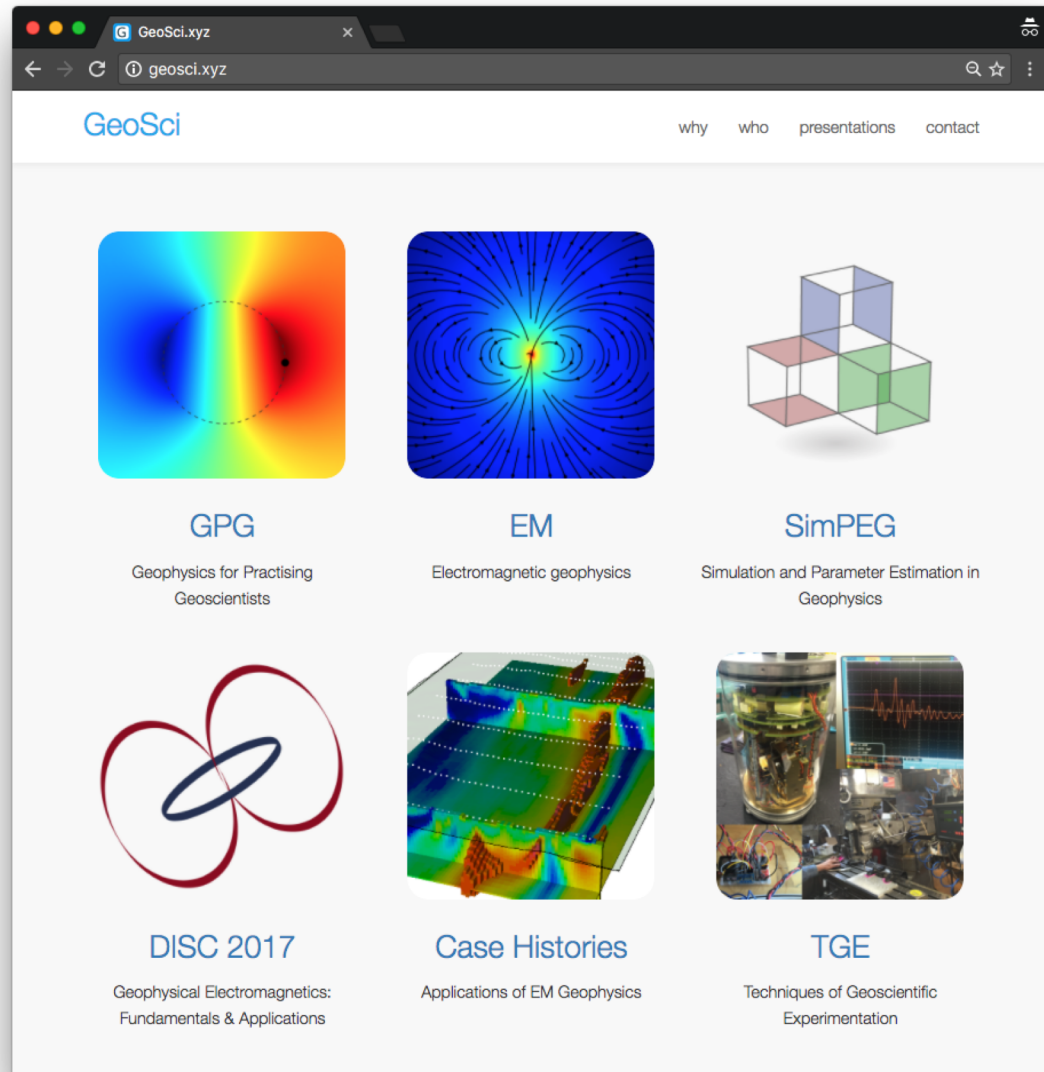 GeoSci.xyz
geosci.xyz
GeoSci
why who presentations contact
GPG
Geophysics for Practising
Geoscientists
EM
Electromagnetic geophysics
SimPEG
Simulation and Parameter Estimation in
Geophysics
DISC 2017
Geophysical Electromagnetics:
Fundamentals & Applications
Case Histories
Applications of EM Geophysics
TGE
Techniques of Geoscientific
Experimentation